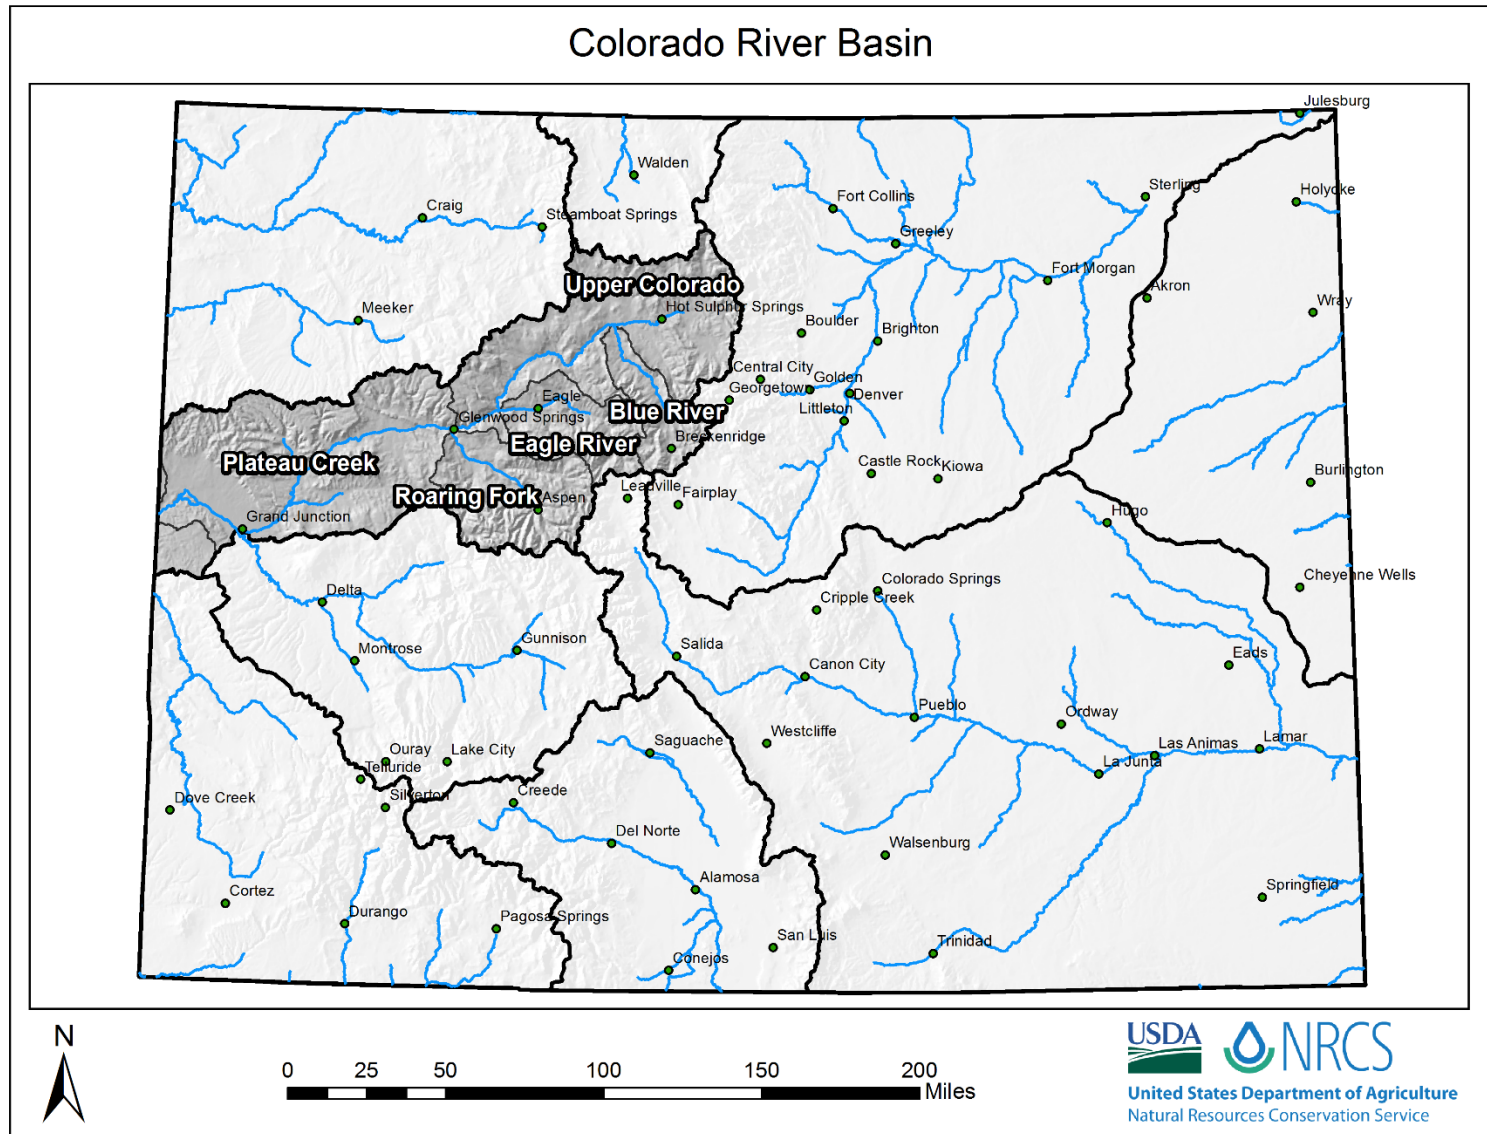 Colorado River Basin
Julesburg
Walden
Sterling
Holyoke
Craig
Fort Collins
Steamboat Springs
Greeley
Fort Morgan
Upper Colorado
Akron
Wray
Meeker
Hot Sulphur Springs
Boulder
Brighton
Central City
Golden
Georgetown
Denver
Eagle
Blue River
Littleton
Glenwood Springs
Eagle River
Breckenridge
Plateau Creek
Castle Rock
Kiowa
Burlington
Roaring Fork
Aspen
Leadville
Fairplay
Grand Junction
Hugo
Cheyenne Wells
Colorado Springs
Delta
Cripple Creek
Montrose
Gunnison
Salida
Canon City
Eads
Pueblo
Ordway
Westcliffe
Saguache
Ouray
Lake City
Las Animas
Lamar
Telluride
La Junta
Silverton
Creede
Dove Creek
Del Norte
Walsenburg
Alamosa
Springfield
Cortez
Durango
Pagosa Springs
San Luis
Trinidad
Conejos
N
0 25 50 100 150 200
Miles
USDA
NRCS
United States Department of Agriculture
Natural Resources Conservation Service